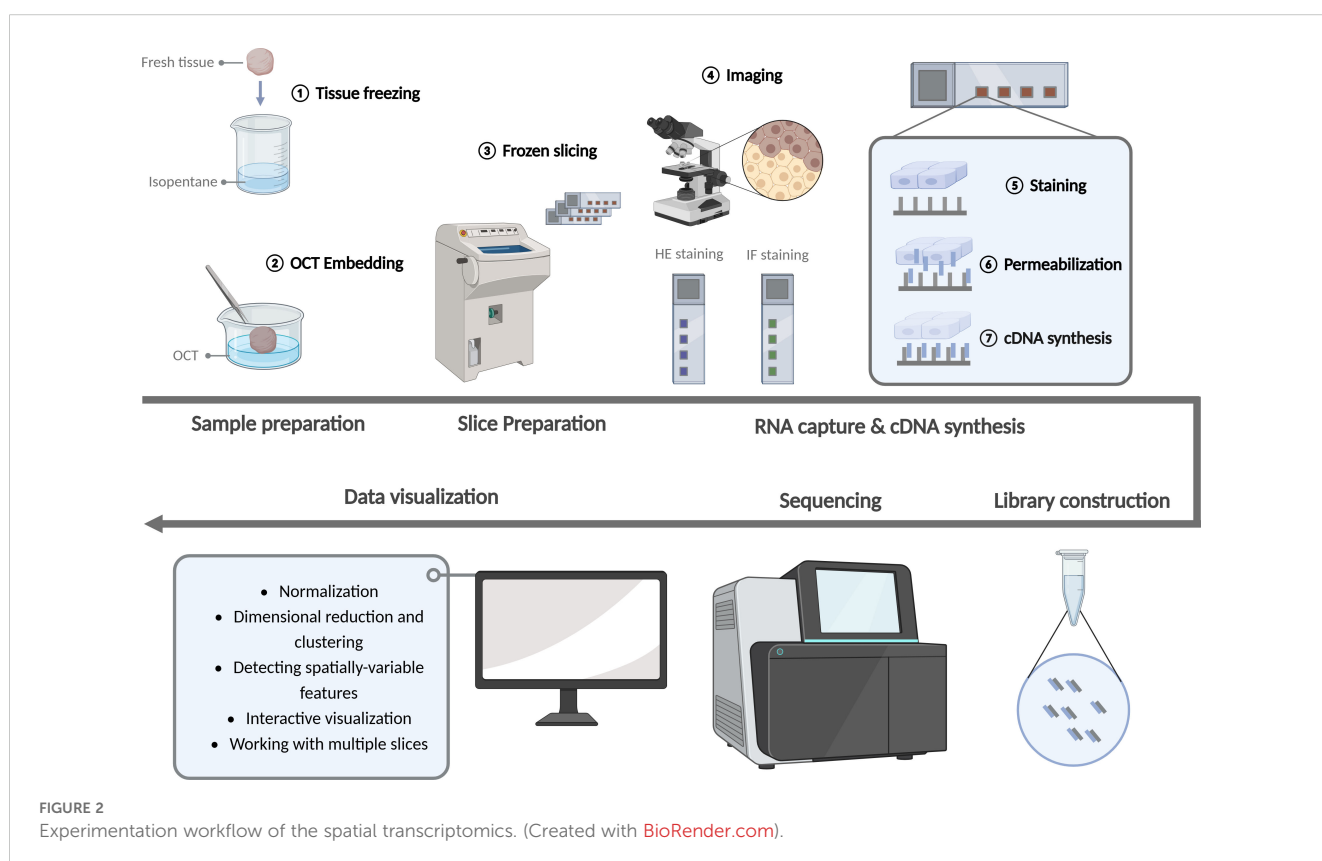 Fresh tissue
① Tissue freezing
Isopentane
② OCT Embedding
OCT
③ Frozen slicing
④ Imaging
HE staining
IF staining
⑤ Staining
⑥ Permeabilization
⑦ cDNA synthesis
Sample preparation
Slice Preparation
RNA capture & cDNA synthesis
Data visualization
Sequencing
Library construction
• Normalization
• Dimensional reduction and
clustering
• Detecting spatially-variable
features
• Interactive visualization
• Working with multiple slices
FIGURE 2
Experimentation workflow of the spatial transcriptomics. (Created with BioRender.com).